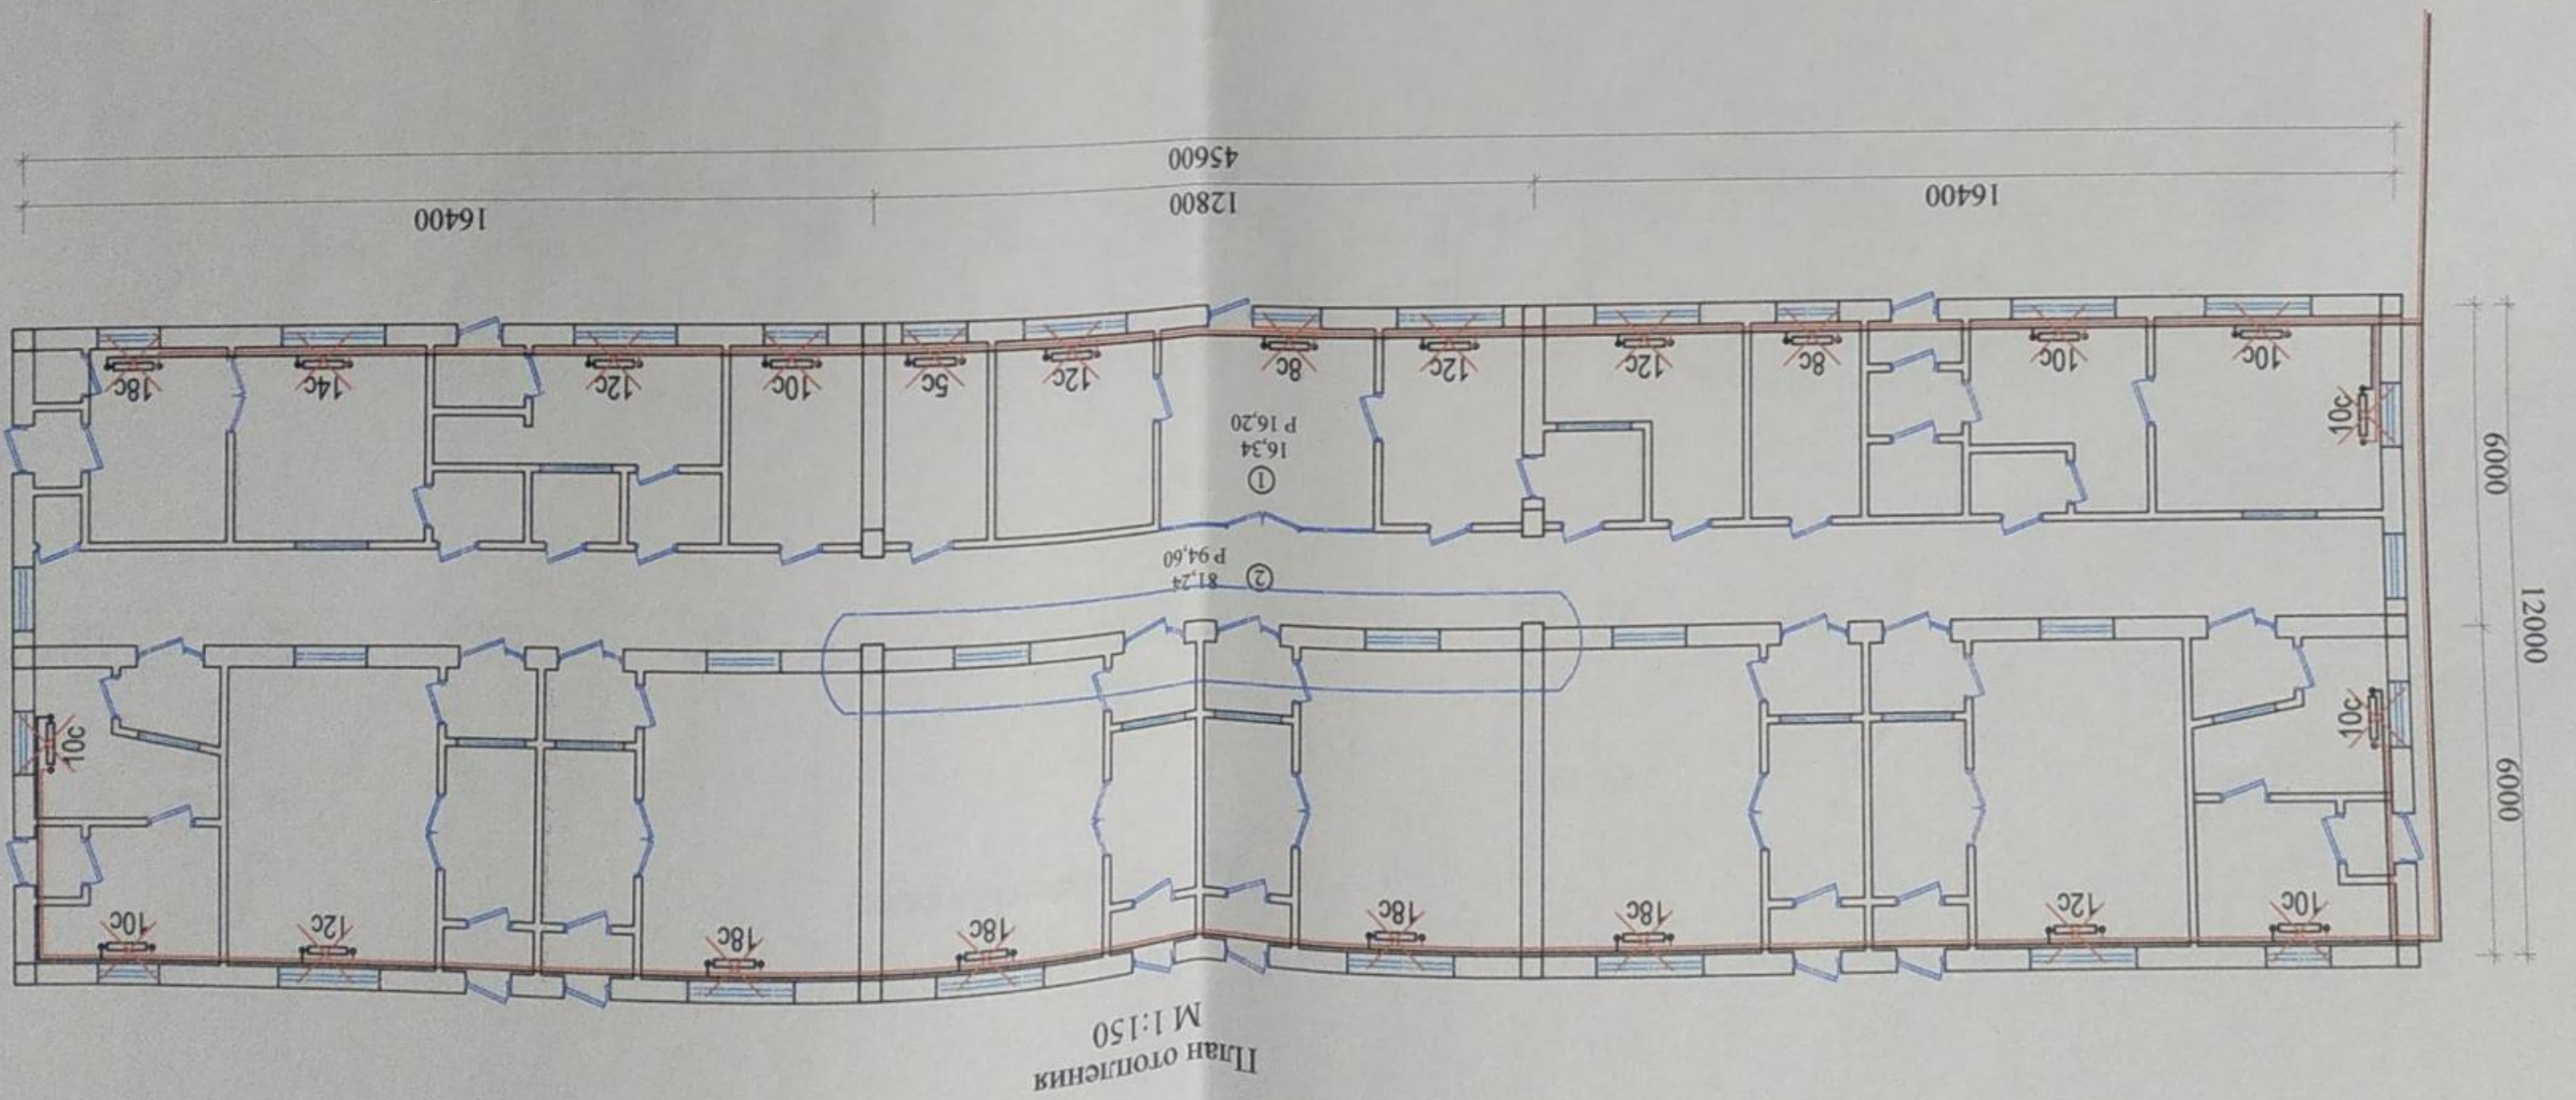 План отопления
М 1:150
10с
12с
18с
18с
18с
18с
12с
10с
6000
10с
10с
12000
2 81,24
Р 94,60
1
16,34
Р 16,20
6000
10с
10с
10с
8с
12с
12с
8с
12с
5с
10с
12с
14с
18с
16400
12800
16400
45600